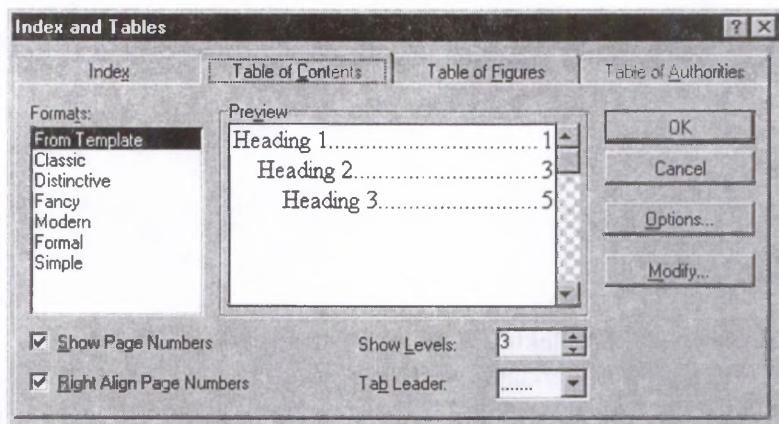 Index and Tables
Index
Table of Contents
Table of Figures
Table of Authorities
Formats:
From Template
Classic
Distinctive
Fancy
Modern
Formal
Simple
Preview
Heading 1....................................1
Heading 2................................3
Heading 3............................5
OK
Cancel
Options...
Modify...
Show Page Numbers
Right Align Page Numbers
Show Levels: 3
Tab Leader: .......